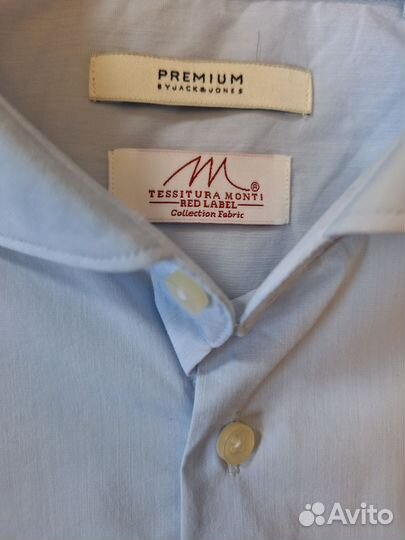 PREMIUM
BY JACK & JONES
M®
TESSITURA MONTI
RED LABEL
Collection Fabric
Avito